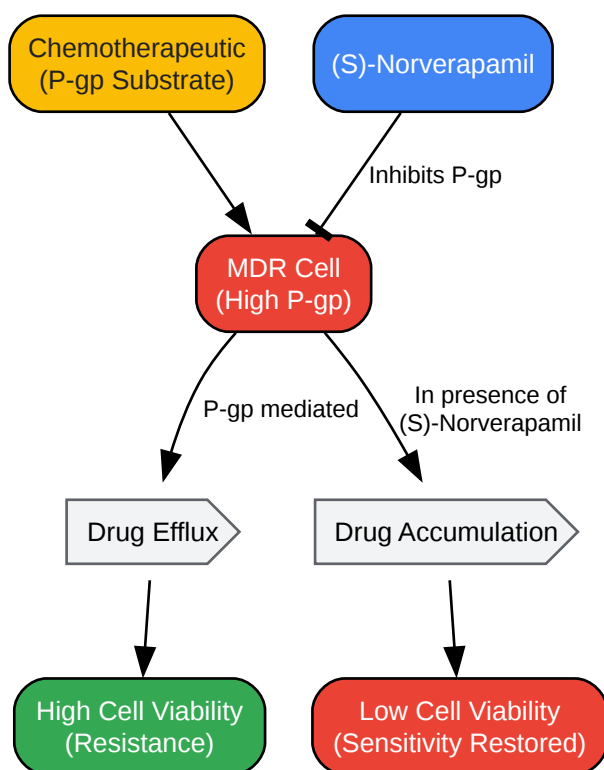 Chemotherapeutic
(P-gp Substrate)
(S)-Norverapamil
Inhibits P-gp
MDR Cell
(High P-gp)
P-gp mediated
In presence of
(S)-Norverapamil
Drug Efflux
Drug Accumulation
High Cell Viability
(Resistance)
Low Cell Viability
(Sensitivity Restored)